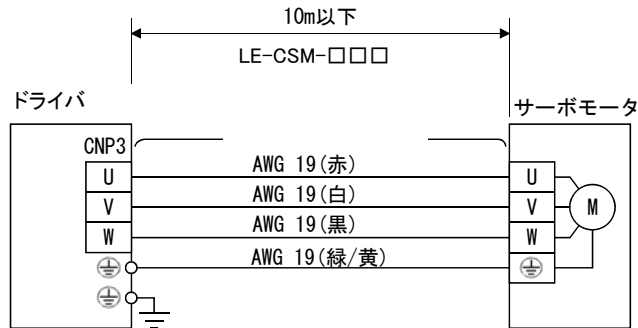 10m以下
LE-CSM-□□□
ドライバ
サーボモータ
CNP3
U
AWG 19(赤)
U
V
AWG 19(白)
V
M
W
AWG 19(黒)
W
AWG 19(緑/黄)